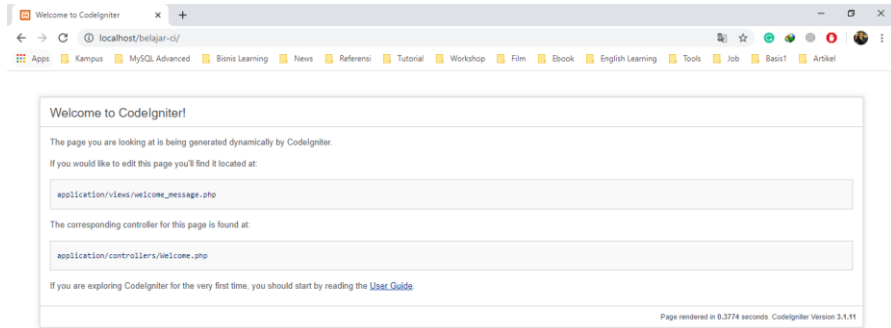 Welcome to CodeIgniter
localhost/belajar-ci/
Apps Kampus MySQL Advanced Bisnis Learning News Referensi Tutorial Workshop Film Ebook English Learning Tools Job Basis1 Artikel
Welcome to CodeIgniter!
The page you are looking at is being generated dynamically by CodeIgniter.
If you would like to edit this page you'll find it located at:
application/views/welcome_message.php
The corresponding controller for this page is found at:
application/controllers/Welcome.php
If you are exploring CodeIgniter for the very first time, you should start by reading the User Guide.
Page rendered in 0.3774 seconds. CodeIgniter Version 3.1.11